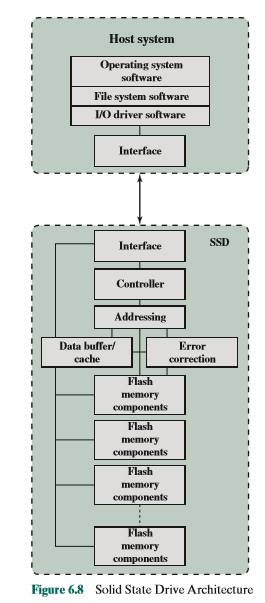 Host system
Operating system
software
File system software
I/O driver software
Interface
SSD
Interface
Controller
Addressing
Data buffer/
cache
Error
correction
Flash
memory
components
Flash
memory
components
Flash
memory
components
Flash
memory
components
Figure 6.8 Solid State Drive Architecture